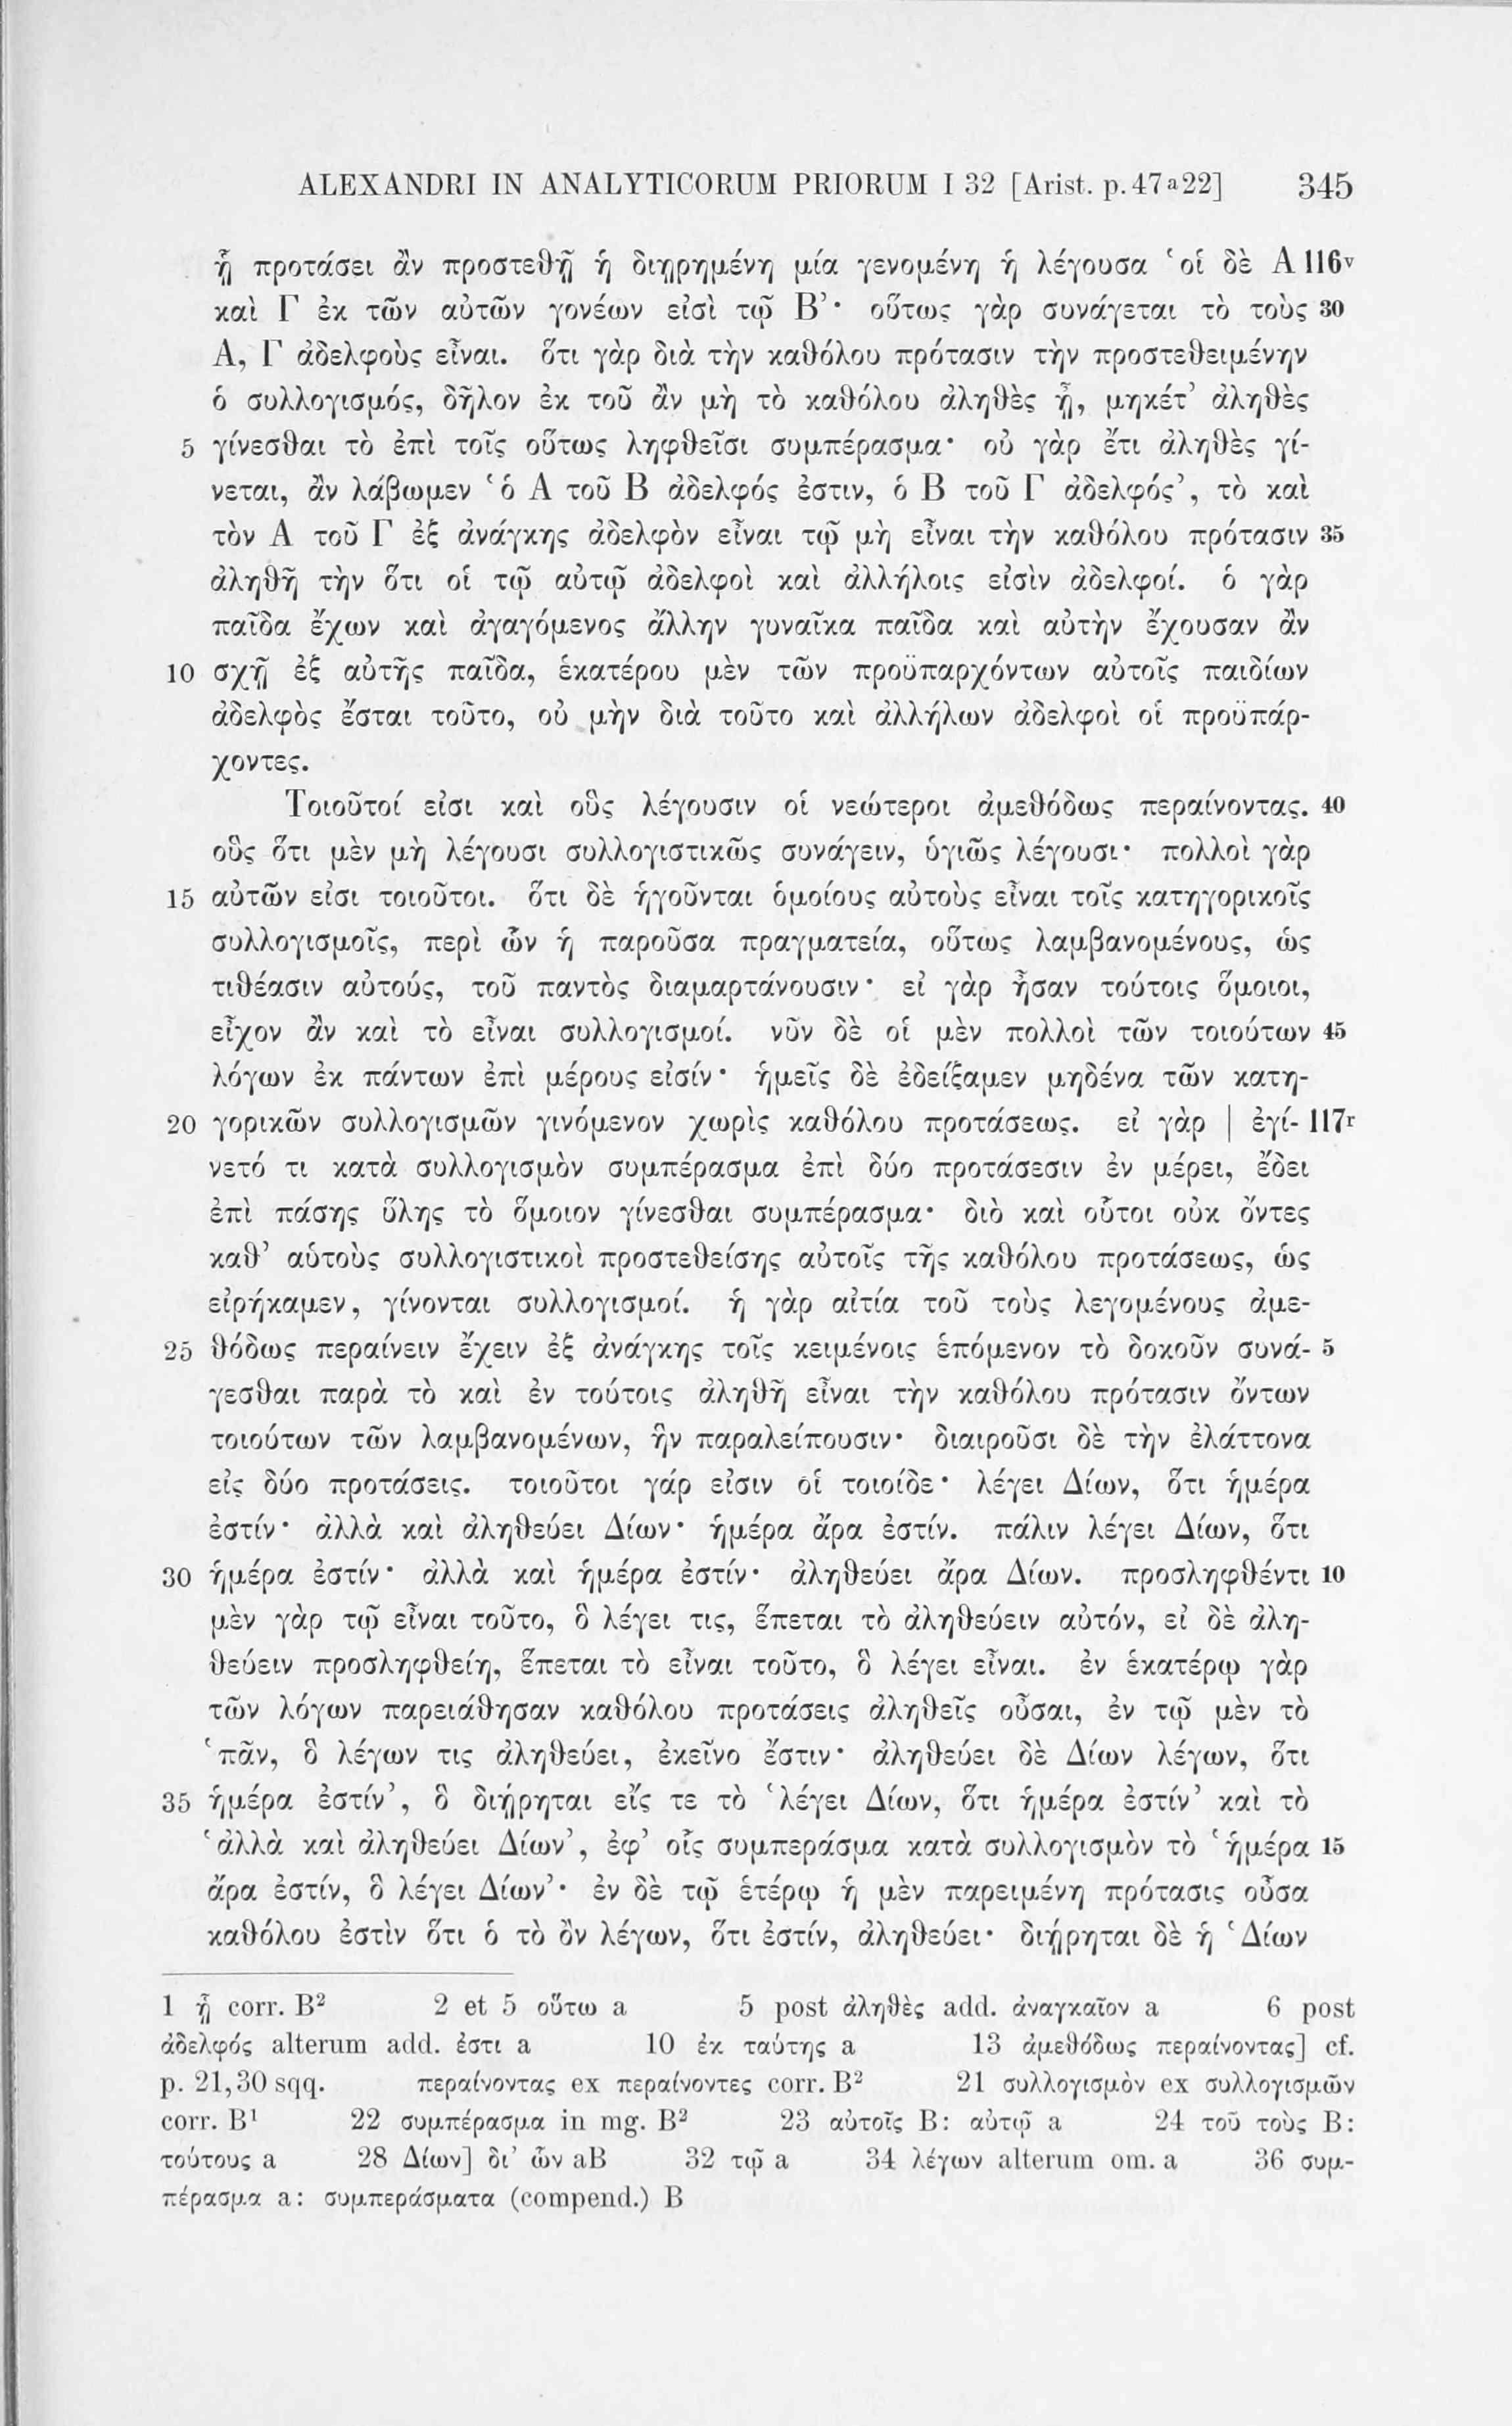 ALEXANDRI IN ANALYTICORUM PRIORUM I 32 [Arist. p. 47a22] 345
ᾗ προτάσει ἂν προστεθῇ ἡ διῃρημένη μία γενομένη ἡ λέγουσα ‘οἱ δὲ Α 116v
καὶ Γ ἐκ τῶν αὐτῶν γονέων εἰσὶ τῷ Β’· οὕτως γὰρ συνάγεται τὸ τοὺς 30
Α, Γ ἀδελφοὺς εἶναι. ὅτι γὰρ διὰ τὴν καθόλου πρότασιν τὴν προστεθειμένην
ὁ συλλογισμός, δῆλον ἐκ τοῦ ἂν μὴ τὸ καθόλου ἀληθὲς ᾖ, μηκέτ’ ἀληθὲς
5 γίνεσθαι τὸ ἐπὶ τοῖς οὕτως ληφθεῖσι συμπέρασμα· οὐ γὰρ ἔτι ἀληθὲς γί-
νεται, ἂν λάβωμεν ‘ὁ Α τοῦ Β ἀδελφός ἐστιν, ὁ Β τοῦ Γ ἀδελφός’, τὸ καὶ
τὸν Α τοῦ Γ ἐξ ἀνάγκης ἀδελφὸν εἶναι τῷ μὴ εἶναι τὴν καθόλου πρότασιν 35
ἀληθῆ τὴν ὅτι οἱ τῷ αὐτῷ ἀδελφοὶ καὶ ἀλλήλοις εἰσὶν ἀδελφοί. ὁ γὰρ
παῖδα ἔχων καὶ ἀγαγόμενος ἄλλην γυναῖκα παῖδα καὶ αὐτὴν ἔχουσαν ἂν
10 σχῇ ἐξ αὐτῆς παῖδα, ἑκατέρου μὲν τῶν προϋπαρχόντων αὐτοῖς παιδίων
ἀδελφὸς ἔσται τοῦτο, οὐ μὴν διὰ τοῦτο καὶ ἀλλήλων ἀδελφοὶ οἱ προϋπάρ-
χοντες.
Τοιοῦτοί εἰσι καὶ οὓς λέγουσιν οἱ νεώτεροι ἀμεθόδως περαίνοντας. 40
οὓς ὅτι μὲν μὴ λέγουσι συλλογιστικῶς συνάγειν, ὑγιῶς λέγουσι· πολλοὶ γὰρ
15 αὐτῶν εἰσι τοιοῦτοι. ὅτι δὲ ἡγοῦνται ὁμοίους αὐτοὺς εἶναι τοῖς κατηγορικοῖς
συλλογισμοῖς, περὶ ὧν ἡ παροῦσα πραγματεία, οὕτως λαμβανομένους, ὡς
τιθέασιν αὐτούς, τοῦ παντὸς διαμαρτάνουσιν· εἰ γὰρ ἦσαν τούτοις ὅμοιοι,
εἶχον ἂν καὶ τὸ εἶναι συλλογισμοί. νῦν δὲ οἱ μὲν πολλοὶ τῶν τοιούτων 45
λόγων ἐκ πάντων ἐπὶ μέρους εἰσίν· ἡμεῖς δὲ ἐδείξαμεν μηδένα τῶν κατη-
20 γορικῶν συλλογισμῶν γινόμενον χωρὶς καθόλου προτάσεως. εἰ γὰρ | ἐγί- 117r
νετό τι κατὰ συλλογισμὸν συμπέρασμα ἐπὶ δύο προτάσεσιν ἐν μέρει, ἔδει
ἐπὶ πάσης ὕλης τὸ ὅμοιον γίνεσθαι συμπέρασμα· διὸ καὶ οὗτοι οὐκ ὄντες
καθ’ αὑτοὺς συλλογιστικοὶ προστεθείσης αὐτοῖς τῆς καθόλου προτάσεως, ὡς
εἰρήκαμεν, γίνονται συλλογισμοί. ἡ γὰρ αἰτία τοῦ τοὺς λεγομένους ἀμε-
25 θόδως περαίνειν ἔχειν ἐξ ἀνάγκης τοῖς κειμένοις ἑπόμενον τὸ δοκοῦν συνά- 5
γεσθαι παρὰ τὸ καὶ ἐν τούτοις ἀληθῆ εἶναι τὴν καθόλου πρότασιν ὄντων
τοιούτων τῶν λαμβανομένων, ἣν παραλείπουσιν· διαιροῦσι δὲ τὴν ἐλάττονα
εἰς δύο προτάσεις. τοιοῦτοι γάρ εἰσιν οἱ τοιοίδε· λέγει Δίων, ὅτι ἡμέρα
ἐστίν· ἀλλὰ καὶ ἀληθεύει Δίων· ἡμέρα ἄρα ἐστίν. πάλιν λέγει Δίων, ὅτι
30 ἡμέρα ἐστίν· ἀλλὰ καὶ ἡμέρα ἐστίν· ἀληθεύει ἄρα Δίων. προσληφθέντι 10
μὲν γὰρ τῷ εἶναι τοῦτο, ὃ λέγει τις, ἕπεται τὸ ἀληθεύειν αὐτόν, εἰ δὲ ἀλη-
θεύειν προσληφθείη, ἕπεται τὸ εἶναι τοῦτο, ὃ λέγει εἶναι. ἐν ἑκατέρῳ γὰρ
τῶν λόγων παρειάθησαν καθόλου προτάσεις ἀληθεῖς οὖσαι, ἐν τῷ μὲν τὸ
‘πᾶν, ὃ λέγων τις ἀληθεύει, ἐκεῖνο ἔστιν· ἀληθεύει δὲ Δίων λέγων, ὅτι
35 ἡμέρα ἐστίν’, ὃ διῄρηται εἴς τε τὸ ‘λέγει Δίων, ὅτι ἡμέρα ἐστίν’ καὶ τὸ
‘ἀλλὰ καὶ ἀληθεύει Δίων’, ἐφ’ οἷς συμπεράσμα κατὰ συλλογισμὸν τὸ ‘ἡμέρα 15
ἄρα ἐστίν, ὃ λέγει Δίων’· ἐν δὲ τῷ ἑτέρῳ ἡ μὲν παρειμένη πρότασις οὖσα
καθόλου ἐστὶν ὅτι ὁ τὸ ὂν λέγων, ὅτι ἐστίν, ἀληθεύει· διῄρηται δὲ ἡ ‘Δίων
1 ᾗ corr. B² 2 et 5 οὕτω a 5 post ἀληθὲς add. ἀναγκαῖον a 6 post
ἀδελφός alterum add. ἐστι a 10 ἐκ ταύτης a 13 ἀμεθόδως περαίνοντας] cf.
p. 21,30 sqq. περαίνοντας ex περαίνοντες corr. B² 21 συλλογισμὸν ex συλλογισμῶν
corr. B¹ 22 συμπέρασμα in mg. B² 23 αὐτοῖς B: αὐτῷ a 24 τοῦ τοὺς B:
τούτους a 28 Δίων] δι’ ὧν aB 32 τῷ a 34 λέγων alterum om. a 36 συμ-
πέρασμα a: συμπεράσματα (compend.) B